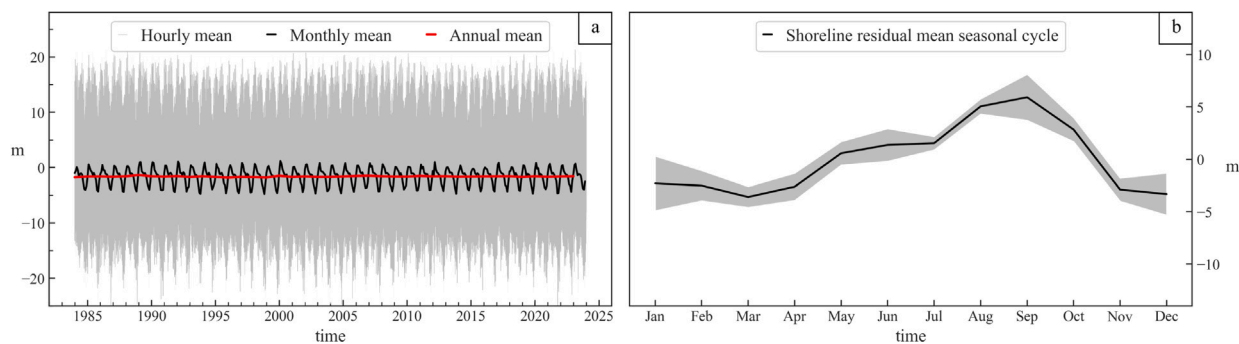 Hourly mean Monthly mean Annual mean a
20
10
m
0
−10
−20
1985 1990 1995 2000 2005 2010 2015 2020 2025
time
Shoreline residual mean seasonal cycle b
10
5
0
m
−5
−10
Jan Feb Mar Apr May Jun Jul Aug Sep Oct Nov Dec
time